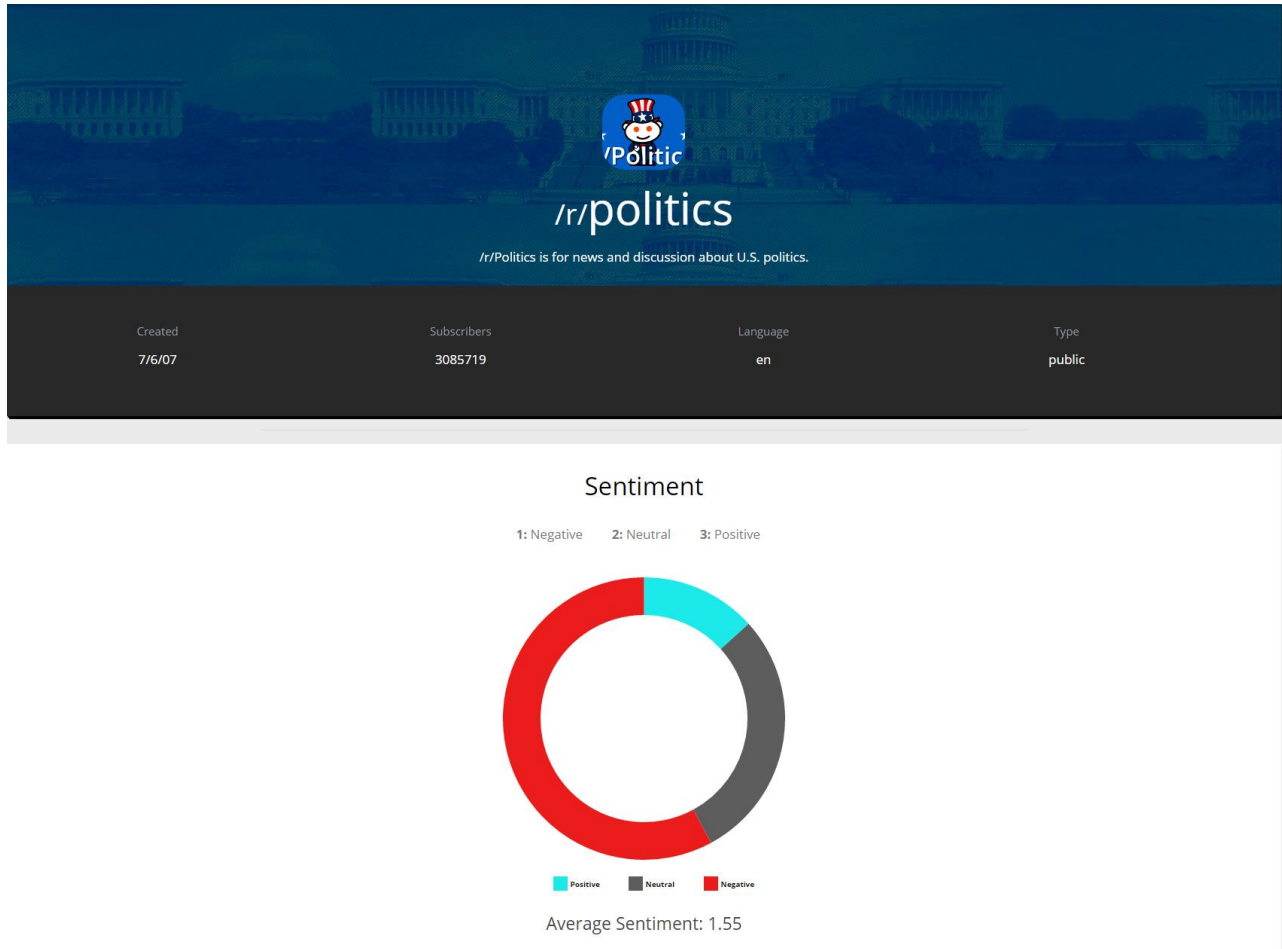 /Politic
/r/politics
/r/Politics is for news and discussion about U.S. politics.
Created Subscribers Language Type
7/6/07 3085719 en public
Sentiment
1: Negative 2: Neutral 3: Positive
Positive Neutral Negative
Average Sentiment: 1.55